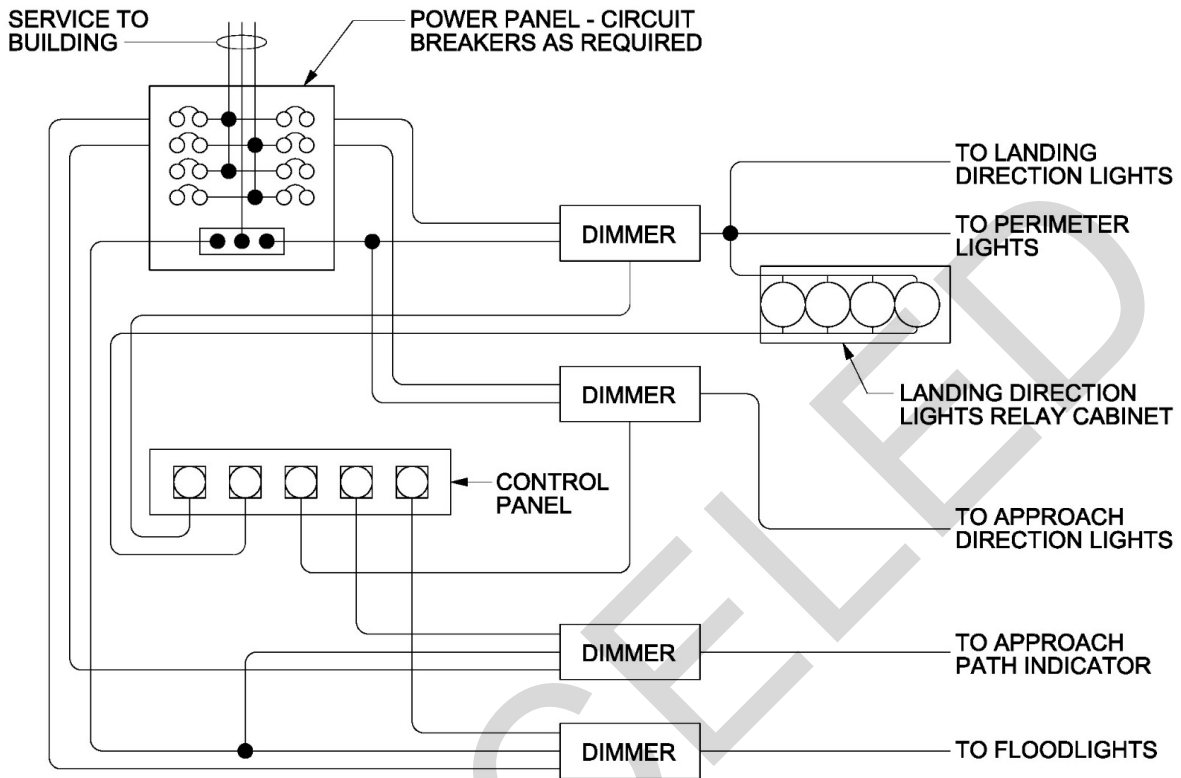 SERVICE TO
BUILDING
POWER PANEL - CIRCUIT
BREAKERS AS REQUIRED
TO LANDING
DIRECTION LIGHTS
DIMMER
TO PERIMETER
LIGHTS
DIMMER
LANDING DIRECTION
LIGHTS RELAY CABINET
CONTROL
PANEL
TO APPROACH
DIRECTION LIGHTS
DIMMER
TO APPROACH
PATH INDICATOR
DIMMER
TO FLOODLIGHTS
CELED